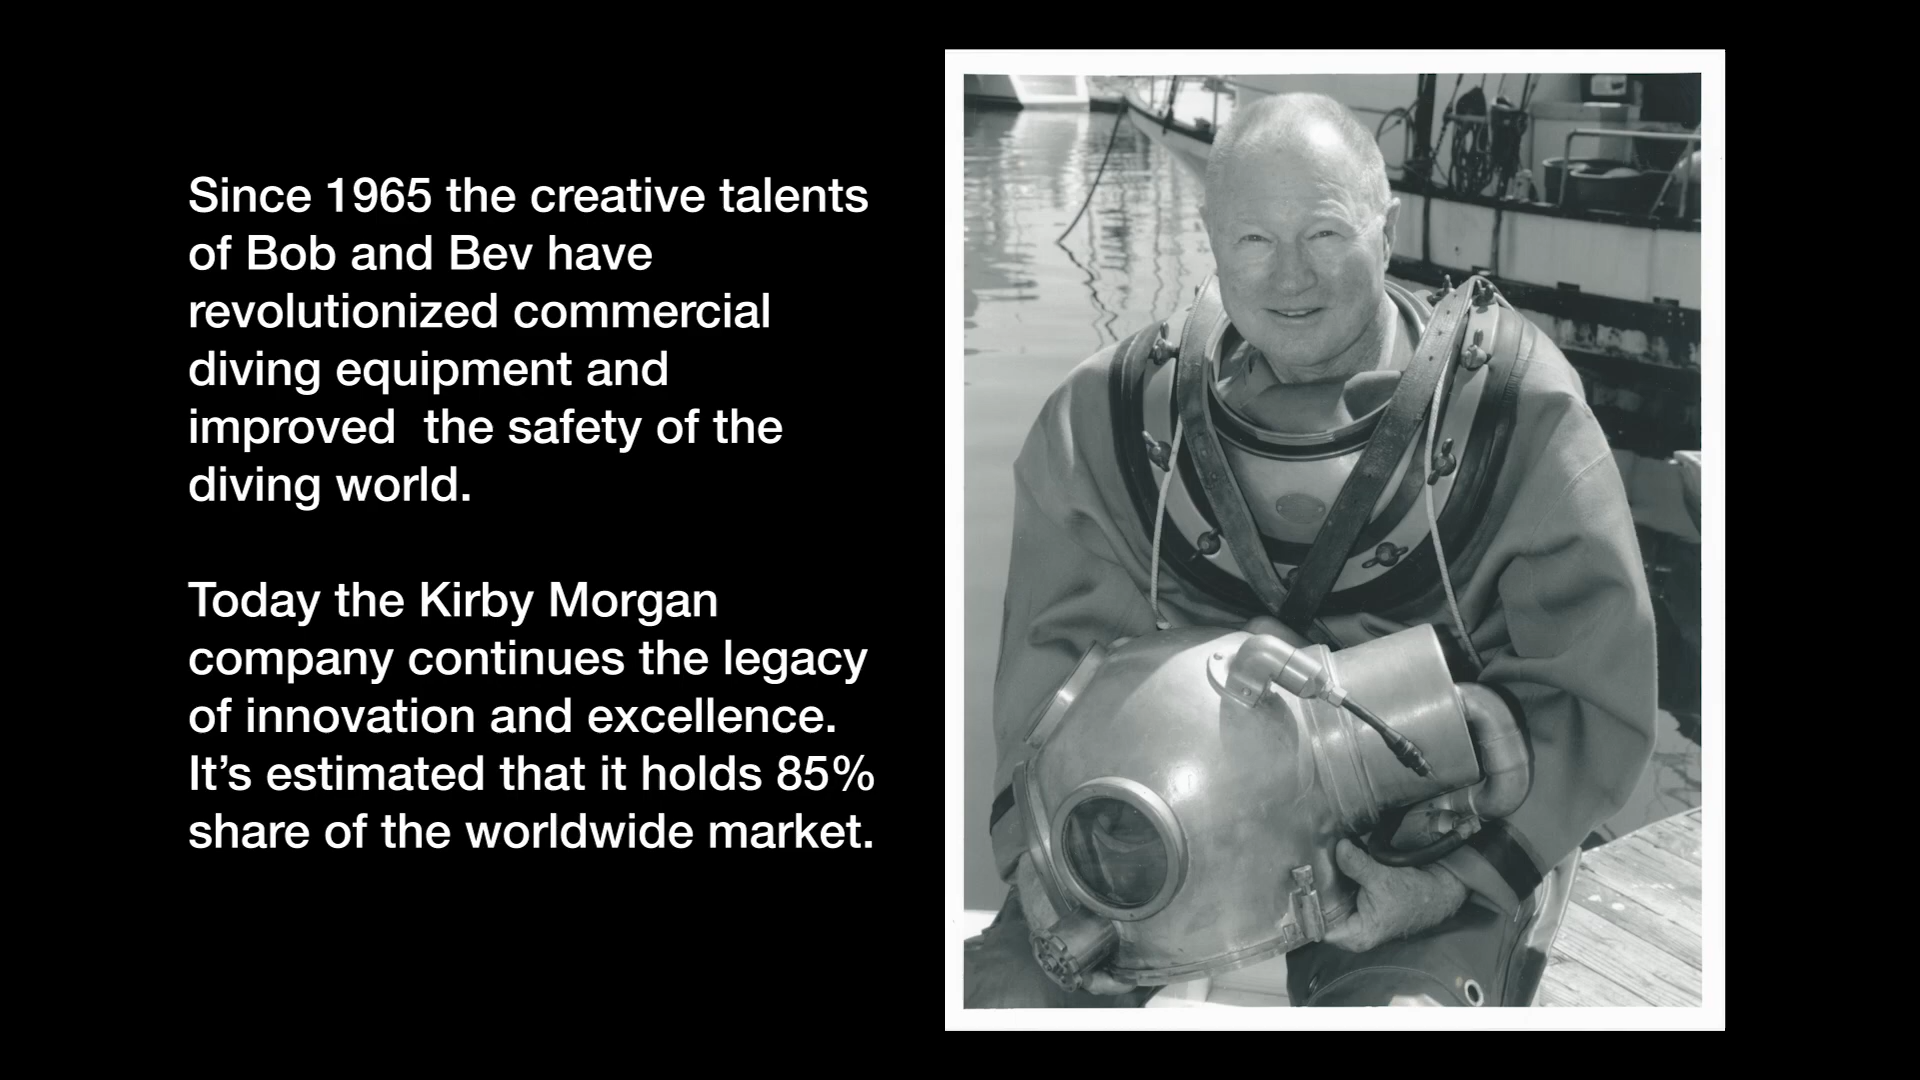 Since 1965 the creative talents
of Bob and Bev have
revolutionized commercial
diving equipment and
improved  the safety of the
diving world.
Today the Kirby Morgan
company continues the legacy
of innovation and excellence.
It’s estimated that it holds 85%
share of the worldwide market.